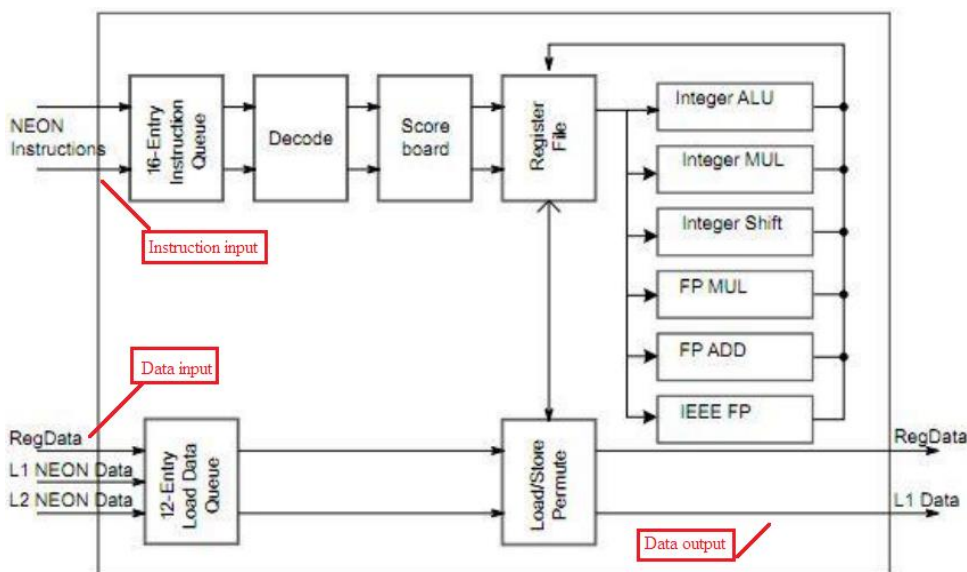 NEON
Instructions
16-Entry
Instruction
Queue
Decode
Score
board
Register
File
Integer ALU
Integer MUL
Integer Shift
FP MUL
FP ADD
IEEE FP
Instruction input
Data input
RegData
L1 NEON Data
L2 NEON Data
12-Entry
Load Data
Queue
Load/Store
Permute
RegData
L1 Data
Data output